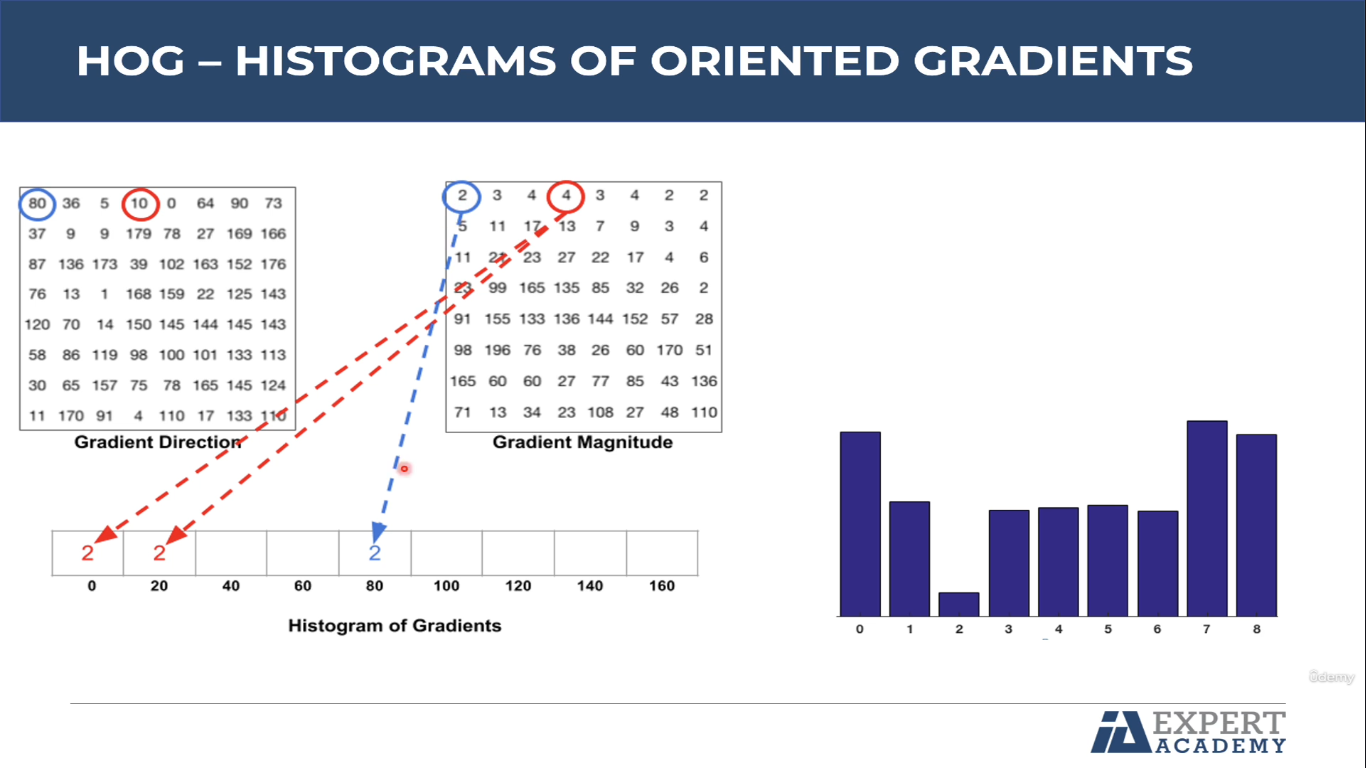 HOG – HISTOGRAMS OF ORIENTED GRADIENTS
80 36 5 10 0 64 90 73
37 9 9 179 78 27 169 166
87 136 173 39 102 163 152 176
76 13 1 168 159 22 125 143
120 70 14 150 145 144 145 143
58 86 119 98 100 101 133 113
30 65 157 75 78 165 145 124
11 170 91 4 110 17 133 110
Gradient Direction
2 3 4 4 3 4 2 2
5 11 17 13 7 9 3 4
11 21 23 27 22 17 4 6
23 99 165 135 85 32 26 2
91 155 133 136 144 152 57 28
98 196 76 38 26 60 170 51
165 60 60 27 77 85 43 136
71 13 34 23 108 27 48 110
Gradient Magnitude
2 2 2
0 20 40 60 80 100 120 140 160
Histogram of Gradients
0 1 2 3 4 5 6 7 8
ûdemy
IA EXPERT
ACADEMY